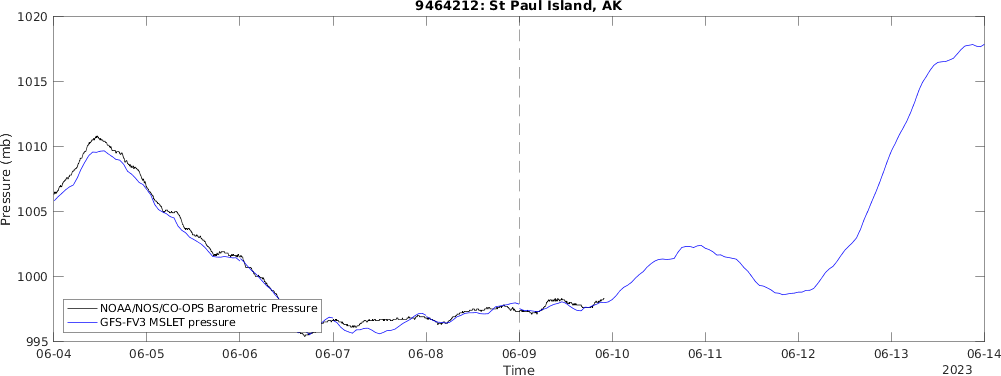 9464212: St Paul Island, AK
Pressure (mb)
1020
1015
1010
1005
1000
995
NOAA/NOS/CO-OPS Barometric Pressure
GFS-FV3 MSLET pressure
06-04 06-05 06-06 06-07 06-08 06-09 06-10 06-11 06-12 06-13 06-14
Time
2023